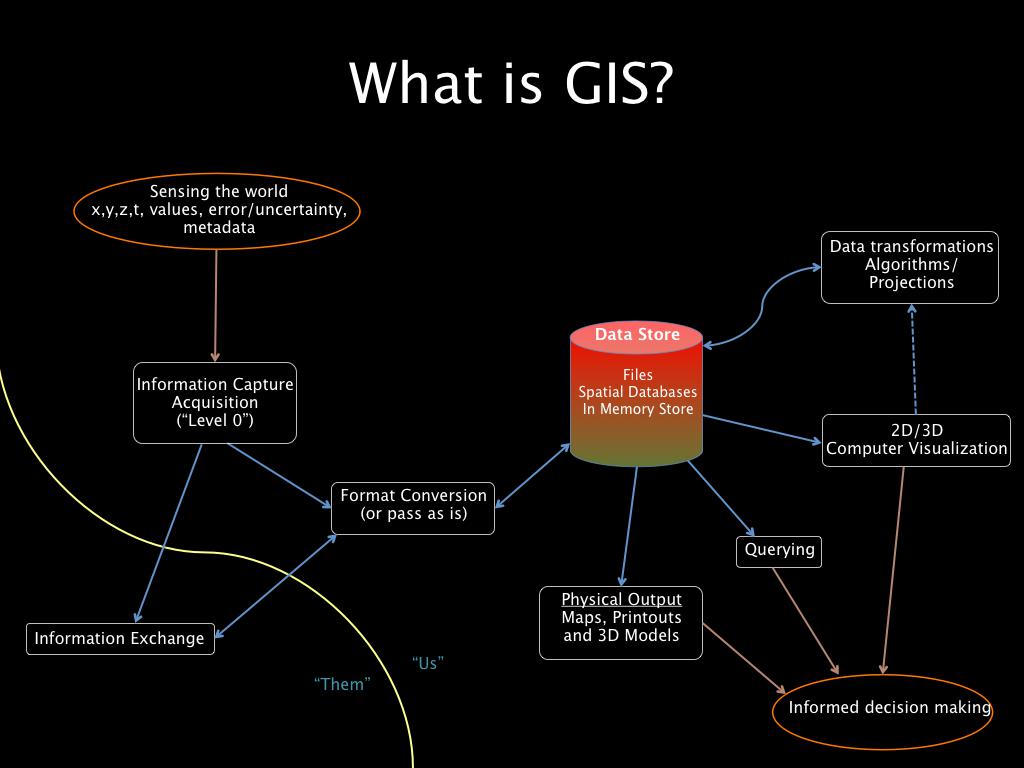 What is GIS?
Sensing the world
x,y,z,t, values, error/uncertainty,
metadata
Data transformations
Algorithms/
Projections
Data Store
Files
Spatial Databases
In Memory Store
Information Capture
Acquisition
(“Level 0”)
2D/3D
Computer Visualization
Format Conversion
(or pass as is)
Querying
Physical Output
Maps, Printouts
and 3D Models
Information Exchange
“Us”
“Them”
Informed decision making